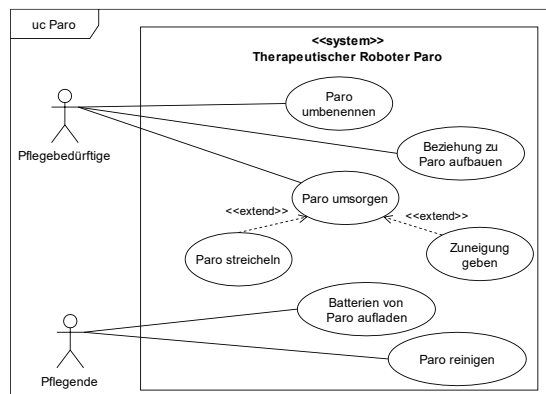 uc Paro
<<system>>
Therapeutischer Roboter Paro
Paro
umbenennen
Pflegebedürftige
Beziehung zu
Paro aufbauen
Paro umsorgen
<<extend>>
<<extend>>
Paro streicheln
Zuneigung
geben
Batterien von
Paro aufladen
Paro reinigen
Pflegende